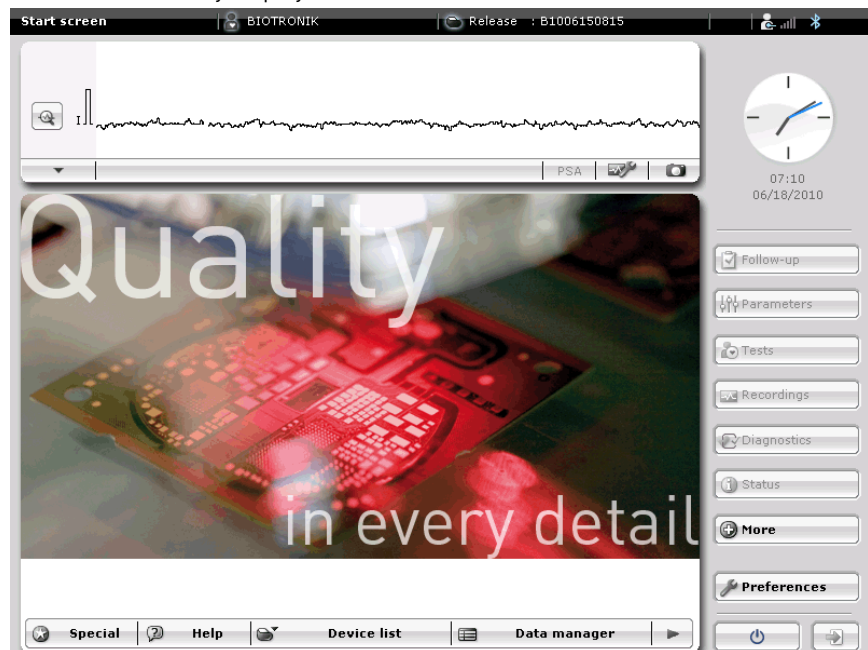 Start screen
BIOTRONIK
Release : B1006150815
PSA
07:10
06/18/2010
Quality
in every detail
Follow-up
Parameters
Tests
Recordings
Diagnostics
Status
More
Preferences
Special
Help
Device list
Data manager